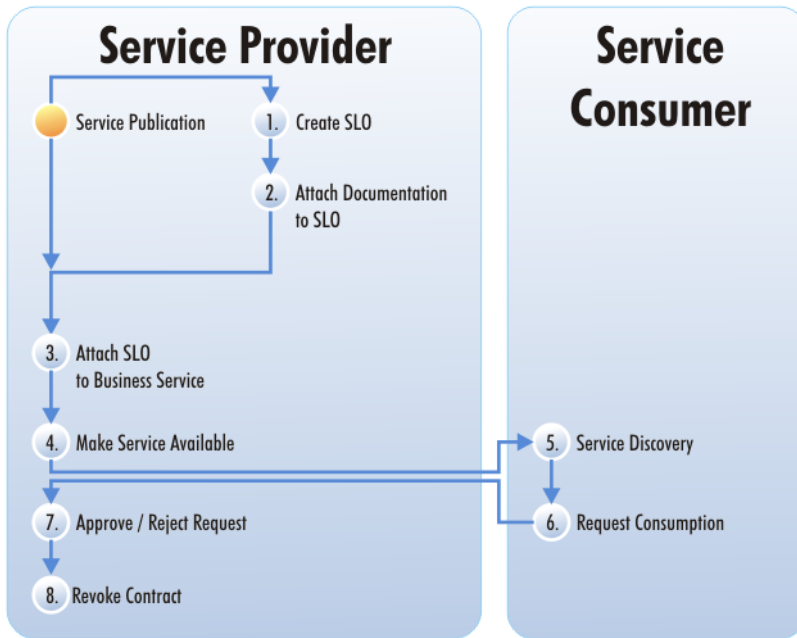 Service Provider
Service Publication
1. Create SLO
2. Attach Documentation
to SLO
3. Attach SLO
to Business Service
4. Make Service Available
7. Approve / Reject Request
8. Revoke Contract
Service
Consumer
5. Service Discovery
6. Request Consumption